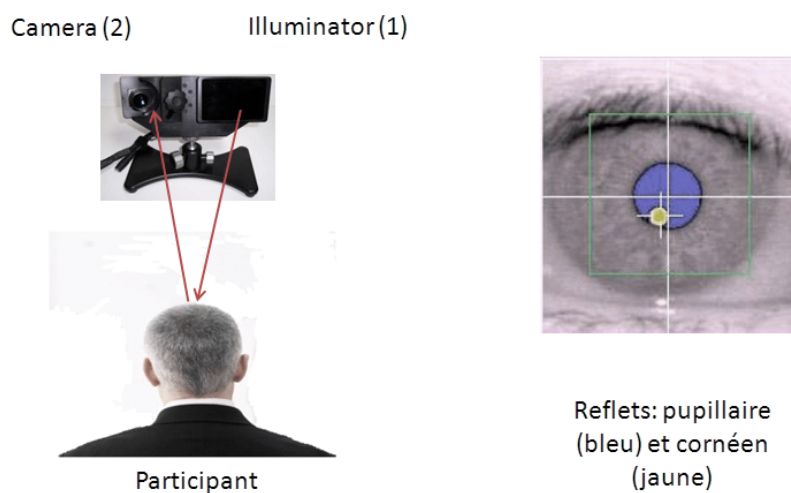 Camera (2)
Illuminator (1)
Participant
Reflets: pupillaire
(bleu) et cornéen
(jaune)